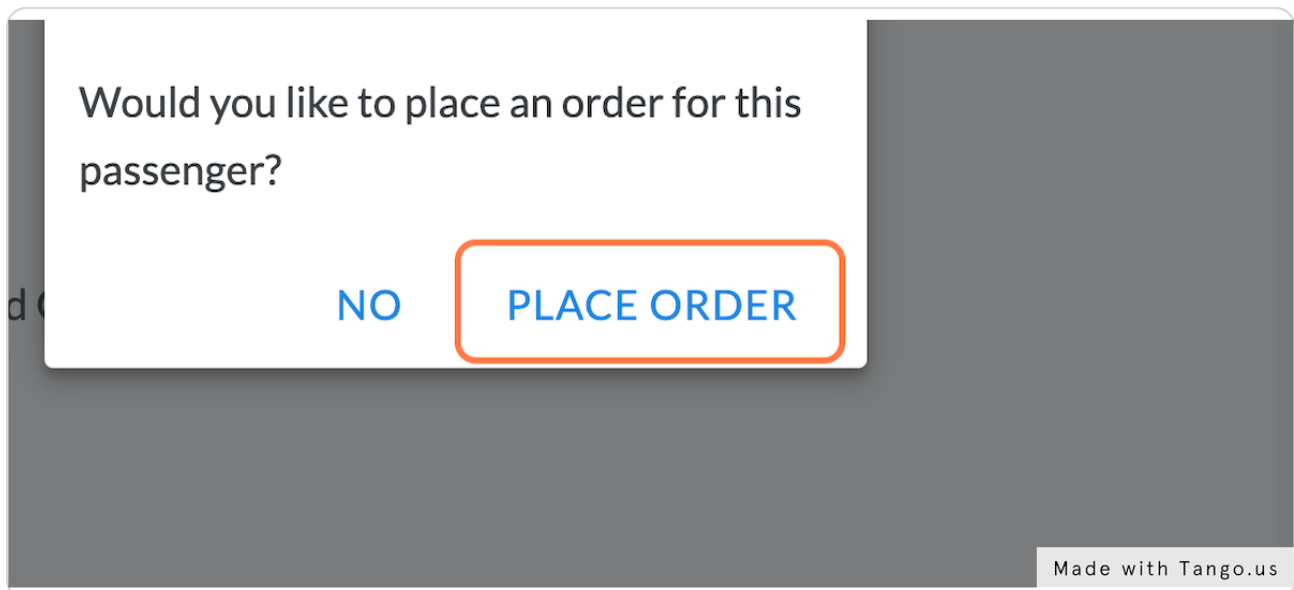 Would you like to place an order for this
passenger?
NO PLACE ORDER
Made with Tango.us